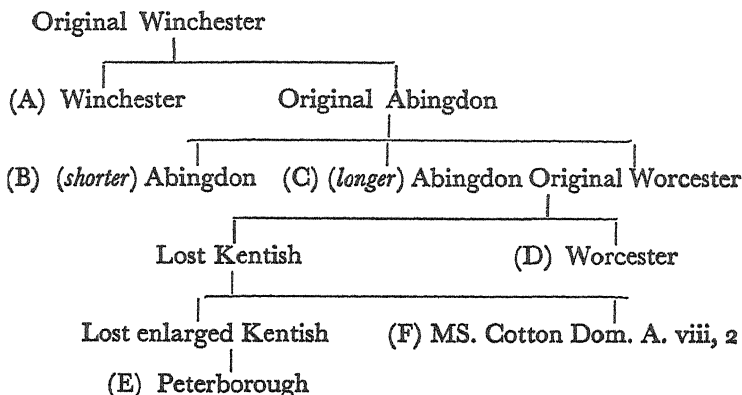 Original Winchester
(A) Winchester Original Abingdon
(B) (shorter) Abingdon (C) (longer) Abingdon Original Worcester
Lost Kentish (D) Worcester
Lost enlarged Kentish (F) MS. Cotton Dom. A. viii, 2
(E) Peterborough